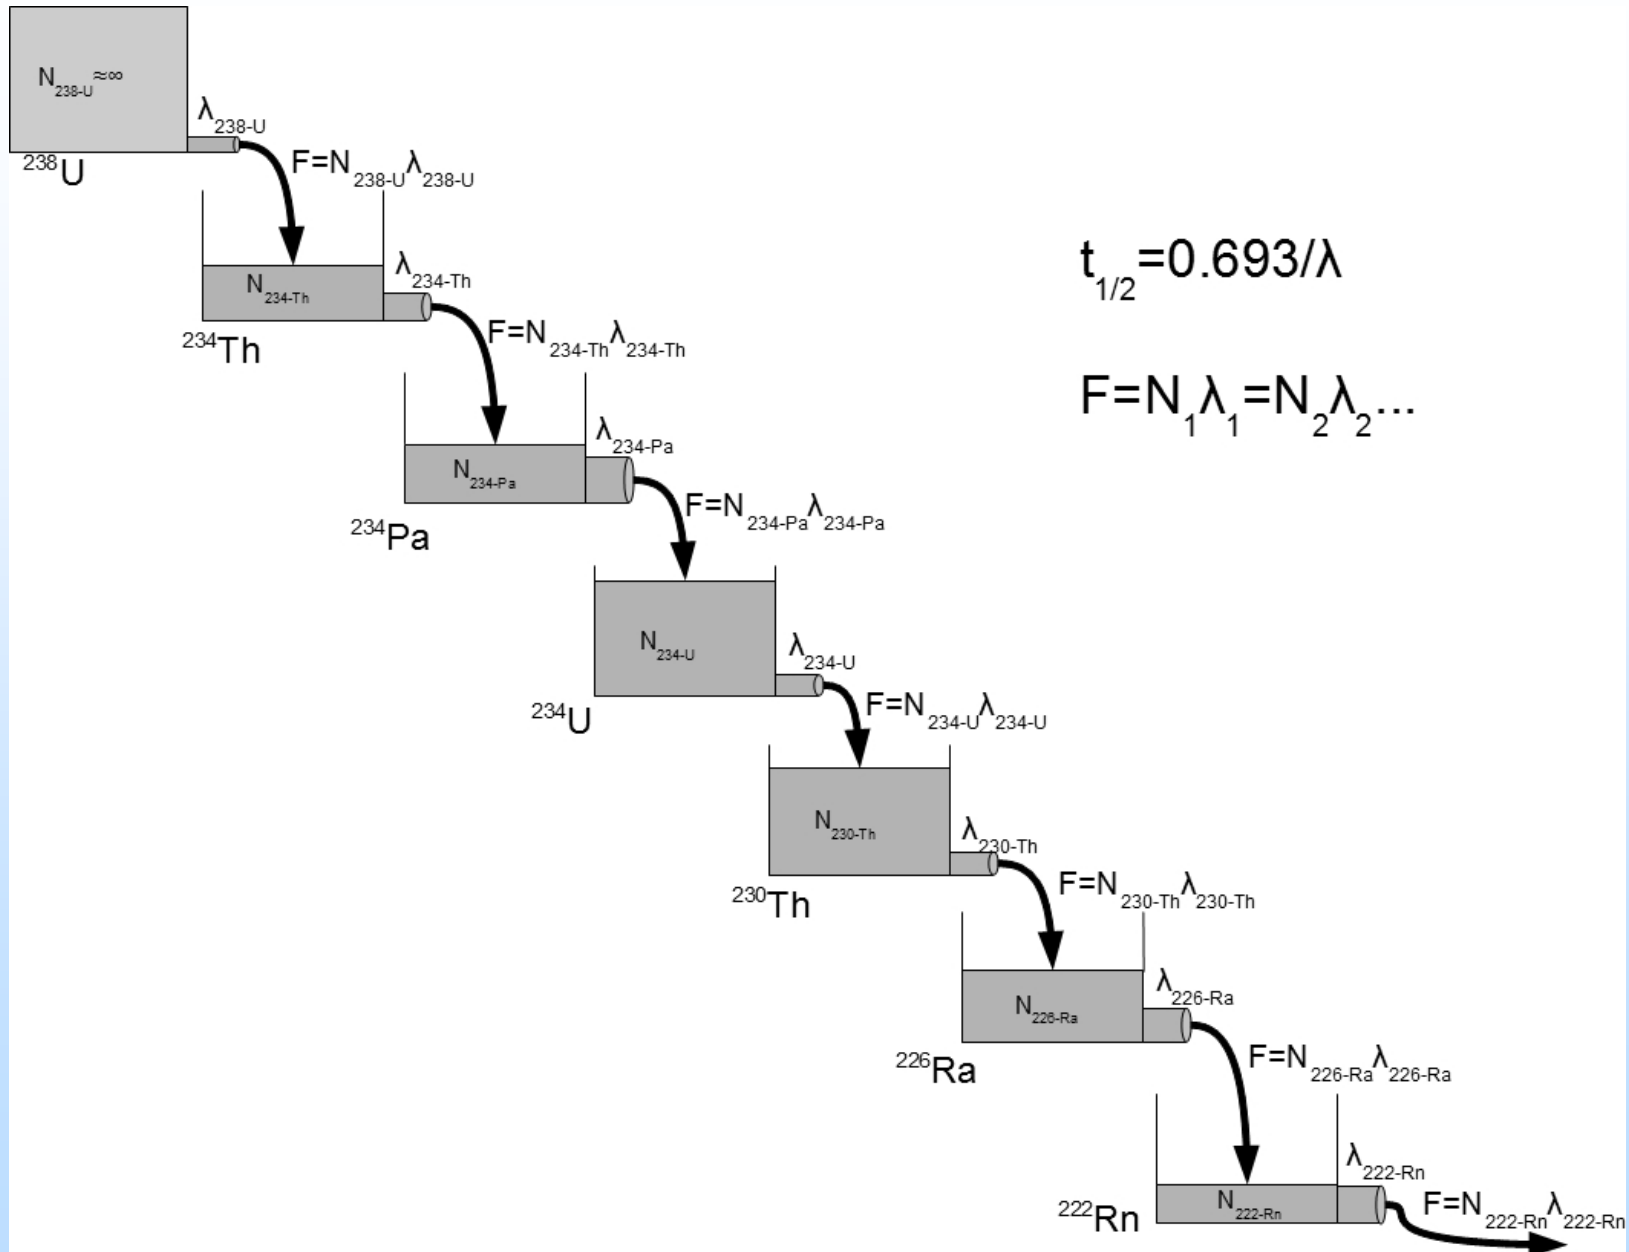 N238-U≈∞
λ238-U
238U
F=N238-Uλ238-U
N234-Th
λ234-Th
234Th
F=N234-Thλ234-Th
t1/2=0.693/λ
F=N1λ1=N2λ2...
N234-Pa
λ234-Pa
234Pa
F=N234-Paλ234-Pa
N234-U
λ234-U
234U
F=N234-Uλ234-U
N230-Th
λ230-Th
230Th
F=N230-Thλ230-Th
N226-Ra
λ226-Ra
226Ra
F=N226-Raλ226-Ra
N222-Rn
λ222-Rn
222Rn
F=N222-Rnλ222-Rn